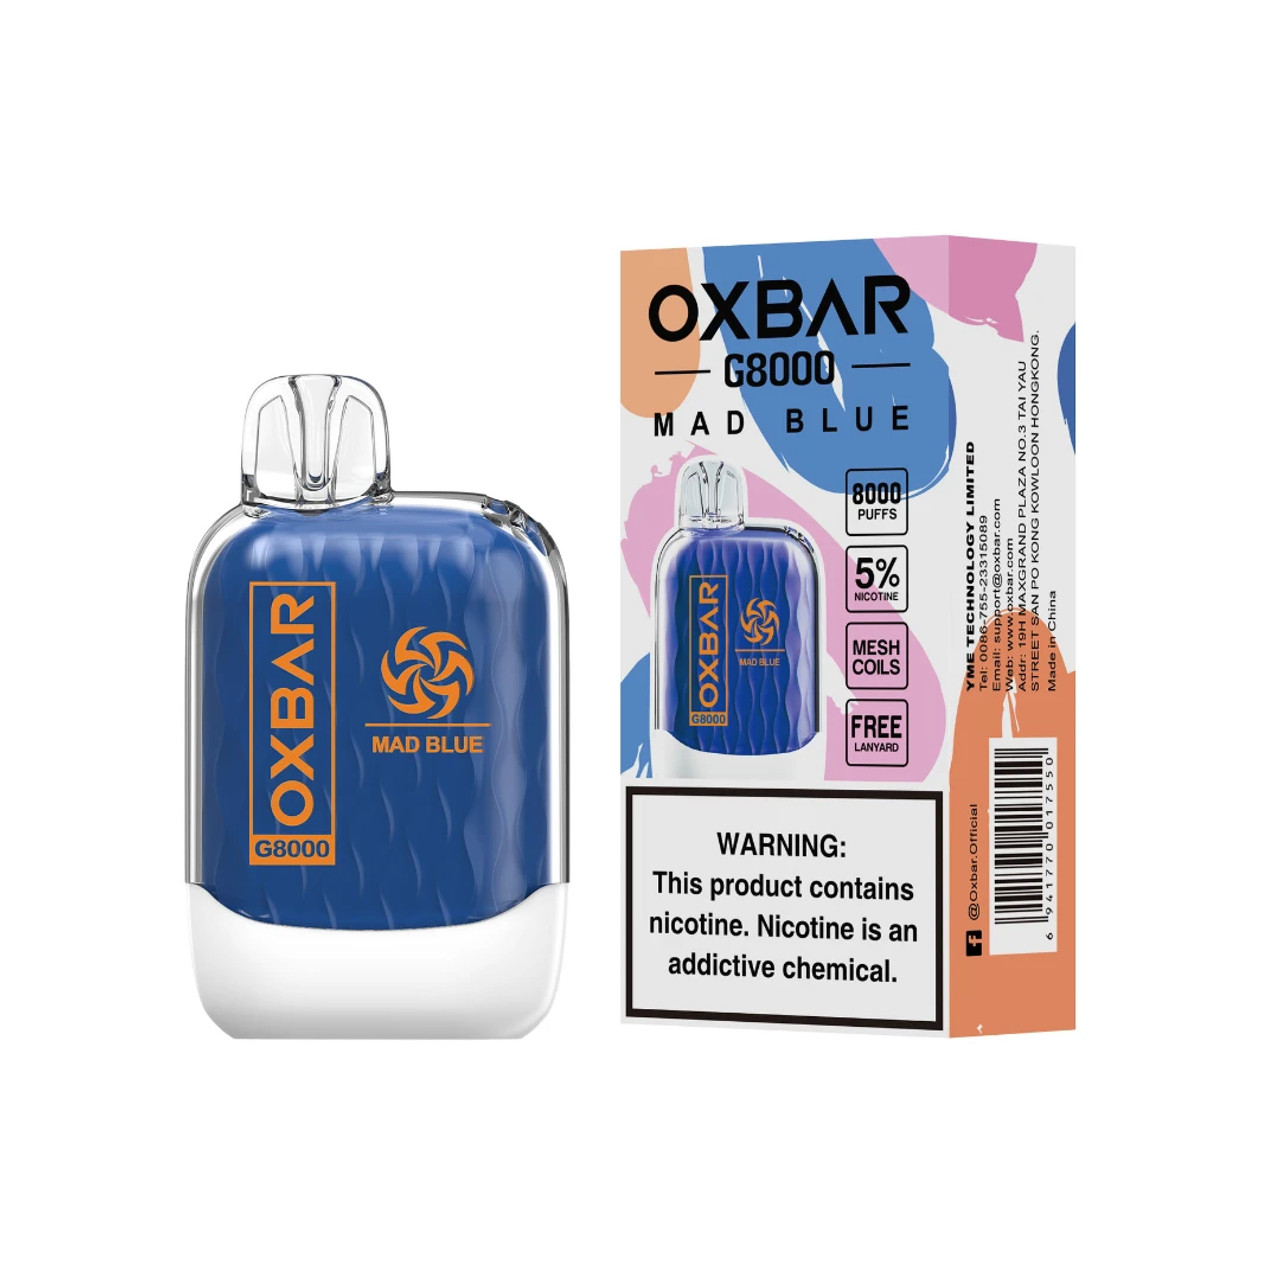 OXBAR
G8000
MAD BLUE
OXBAR
G8000
MAD BLUE
8000
PUFFS
5%
NICOTINE
MESH
COILS
FREE
LANYARD
OXBAR
G8000
MAD BLUE
WARNING:
This product contains
nicotine. Nicotine is an
addictive chemical.
YME TECHNOLOGY LIMITED
Tel: 0086-755-23315089
Email: support@oxbar.com
Web: www.oxbar.com
Addr: 19H MAXGRAND PLAZA NO.3 TAI YAU
STREET SAN PO KONG KOWLOON HONGKONG.
Made in China
@Oxbar.Official
6 941770 017550